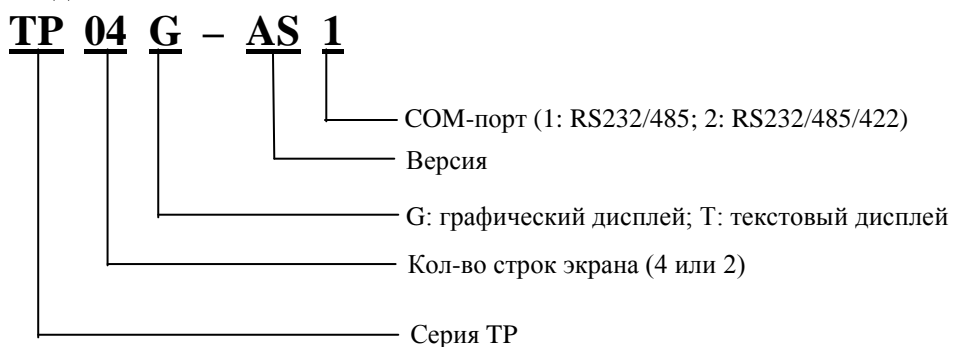 TP 04 G – AS 1
COM-порт (1: RS232/485; 2: RS232/485/422)
Версия
G: графический дисплей; T: текстовый дисплей
Кол-во строк экрана (4 или 2)
Серия TP